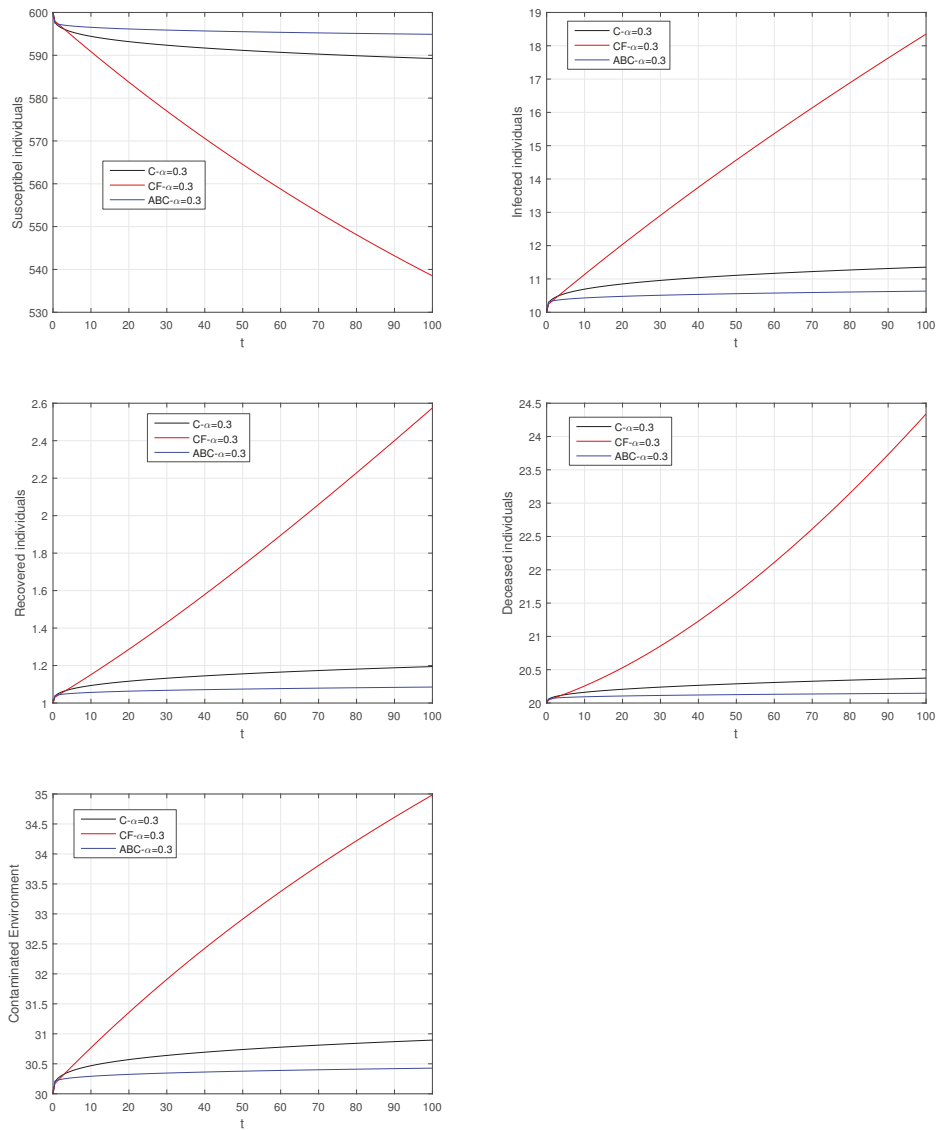 600
590
580
570
560
550
540
530
Susceptibel individuals
C-α=0.3
CF-α=0.3
ABC-α=0.3
0 10 20 30 40 50 60 70 80 90 100
t
19
18
17
16
15
14
13
12
11
10
Infected individuals
C-α=0.3
CF-α=0.3
ABC-α=0.3
0 10 20 30 40 50 60 70 80 90 100
t
2.6
2.4
2.2
2
1.8
1.6
1.4
1.2
1
Recovered individuals
C-α=0.3
CF-α=0.3
ABC-α=0.3
0 10 20 30 40 50 60 70 80 90 100
t
24.5
24
23.5
23
22.5
22
21.5
21
20.5
20
Deceased individuals
C-α=0.3
CF-α=0.3
ABC-α=0.3
0 10 20 30 40 50 60 70 80 90 100
t
35
34.5
34
33.5
33
32.5
32
31.5
31
30.5
30
Contaminated Environment
C-α=0.3
CF-α=0.3
ABC-α=0.3
0 10 20 30 40 50 60 70 80 90 100
t